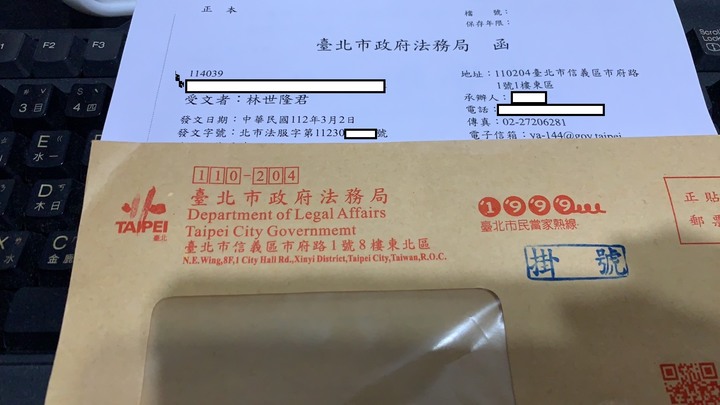 正 本
檔 號：
保存年限：
臺北市政府法務局 函
114039
地址：110204臺北市信義區市府路
1號1樓東區
受文者：林世隆君
承辦人：
電話：
發文日期：中華民國112年3月2日
傳真：02-27206281
發文字號：北市法服字第11230 號
電子信箱：ya-144@gov.taipei
110-204
臺北市政府法務局
Department of Legal Affairs
Taipei City Governmemt
臺北市信義區市府路1號8樓東北區
N.E.Wing,8F,1 City Hall Rd.,Xinyi District,Taipei City,Taiwan,R.O.C.
TAIPEI
臺北
1999
臺北市民當家熱線
正貼
郵票
掛 號
F1
F2
F3
3
4
E
D
X
C